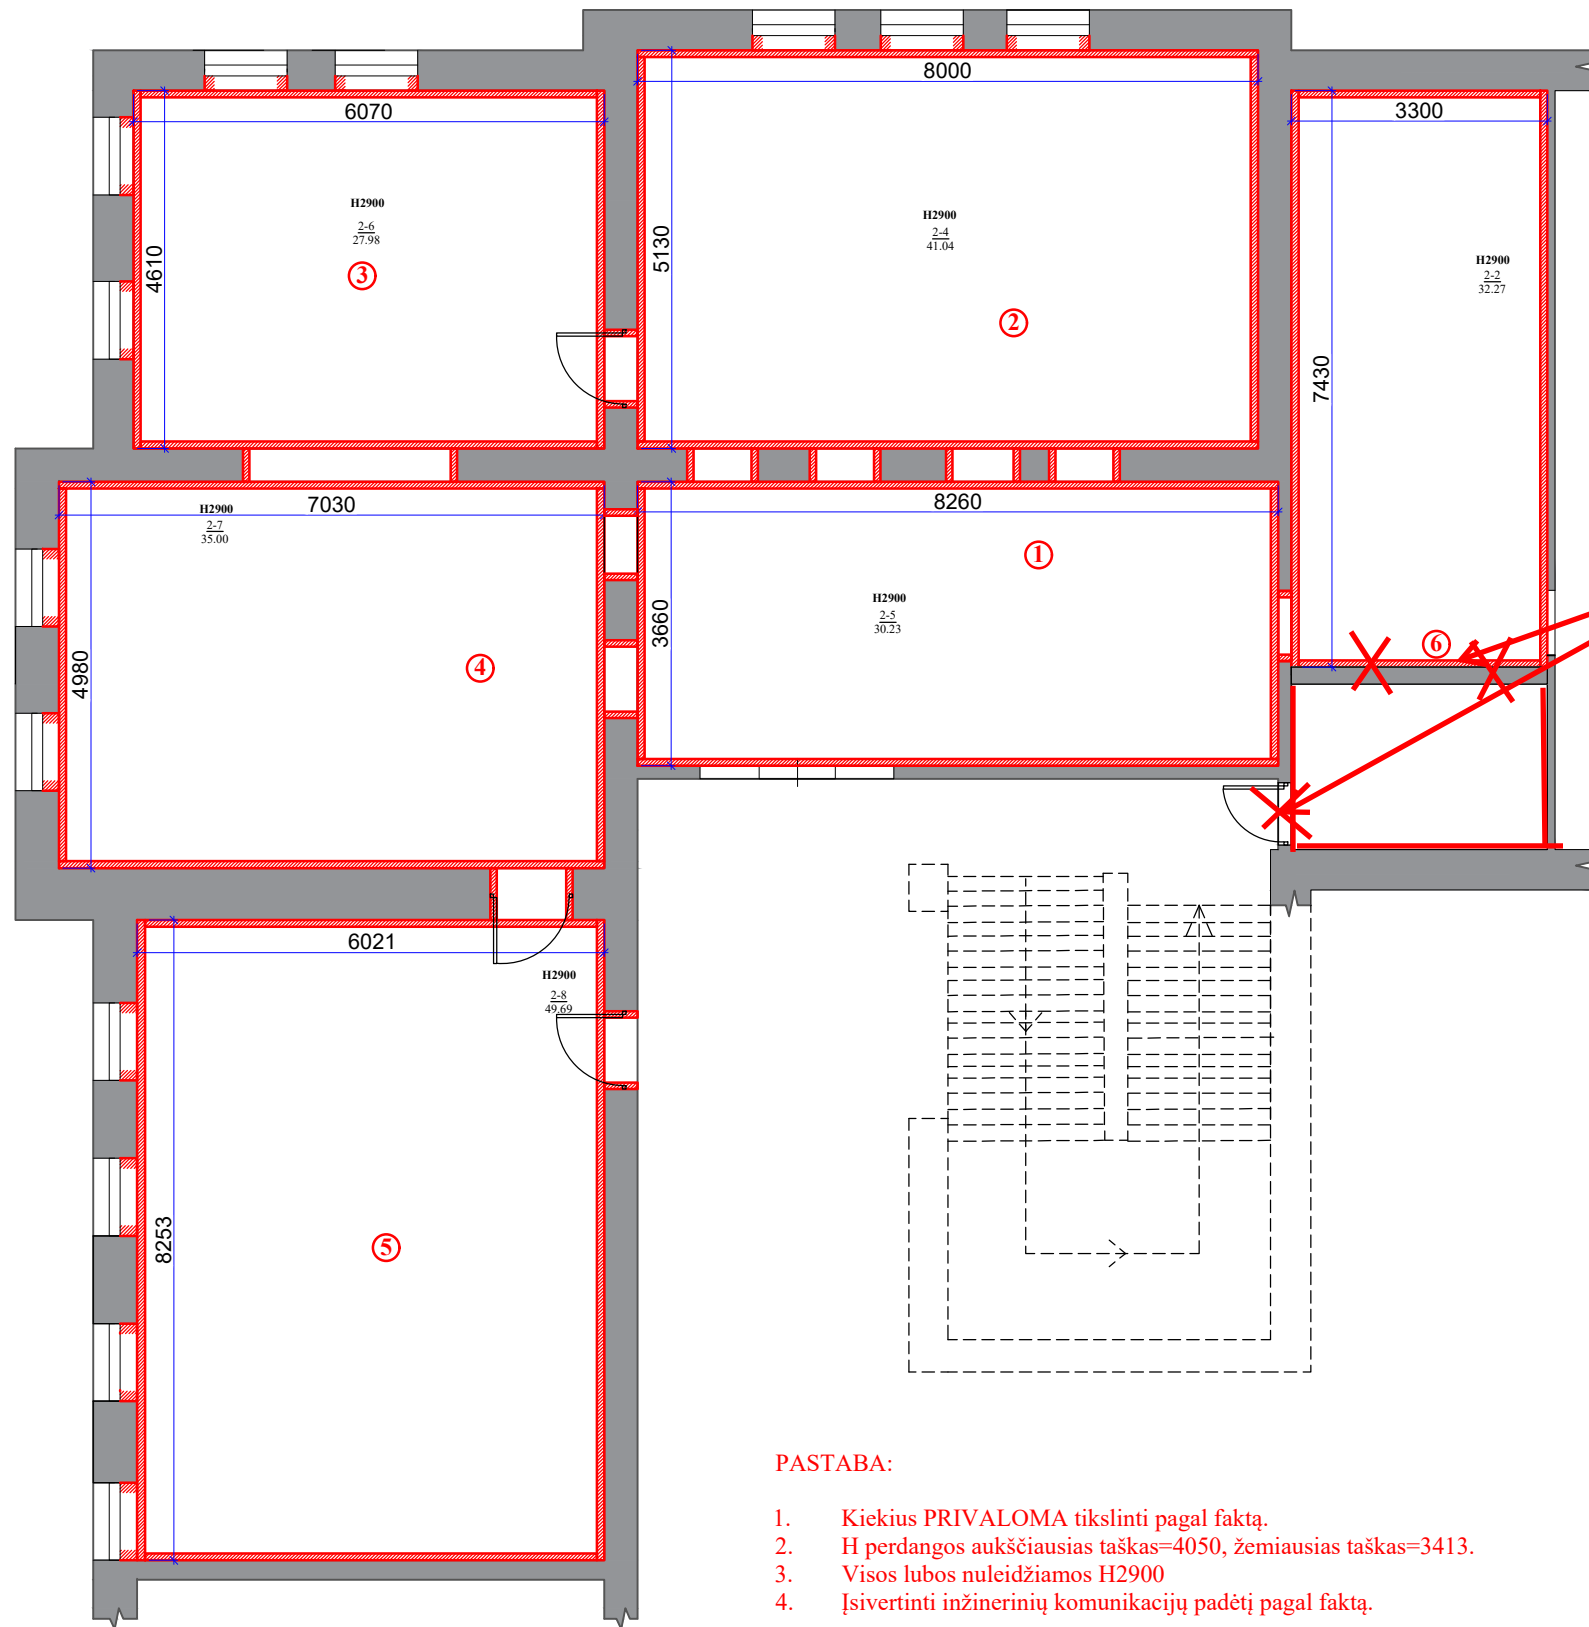 8000
6070
3300
H2900
2-6
27.98
H2900
2-4
41.04
4610
5130
③
②
H2900
2-2
32.27
7430
7030
8260
H2900
2-7
35.00
①
H2900
2-5
30.23
3660
4980
④
⑥
6021
H2900
2-8
49.69
8253
⑤
PASTABA:
1. Kiekius PRIVALOMA tikslinti pagal faktą.
2. H perdangos aukščiausias taškas=4050, žemiausias taškas=3413.
3. Visos lubos nuleidžiamos H2900
4. Įsivertinti inžinerinių komunikacijų padėtį pagal faktą.